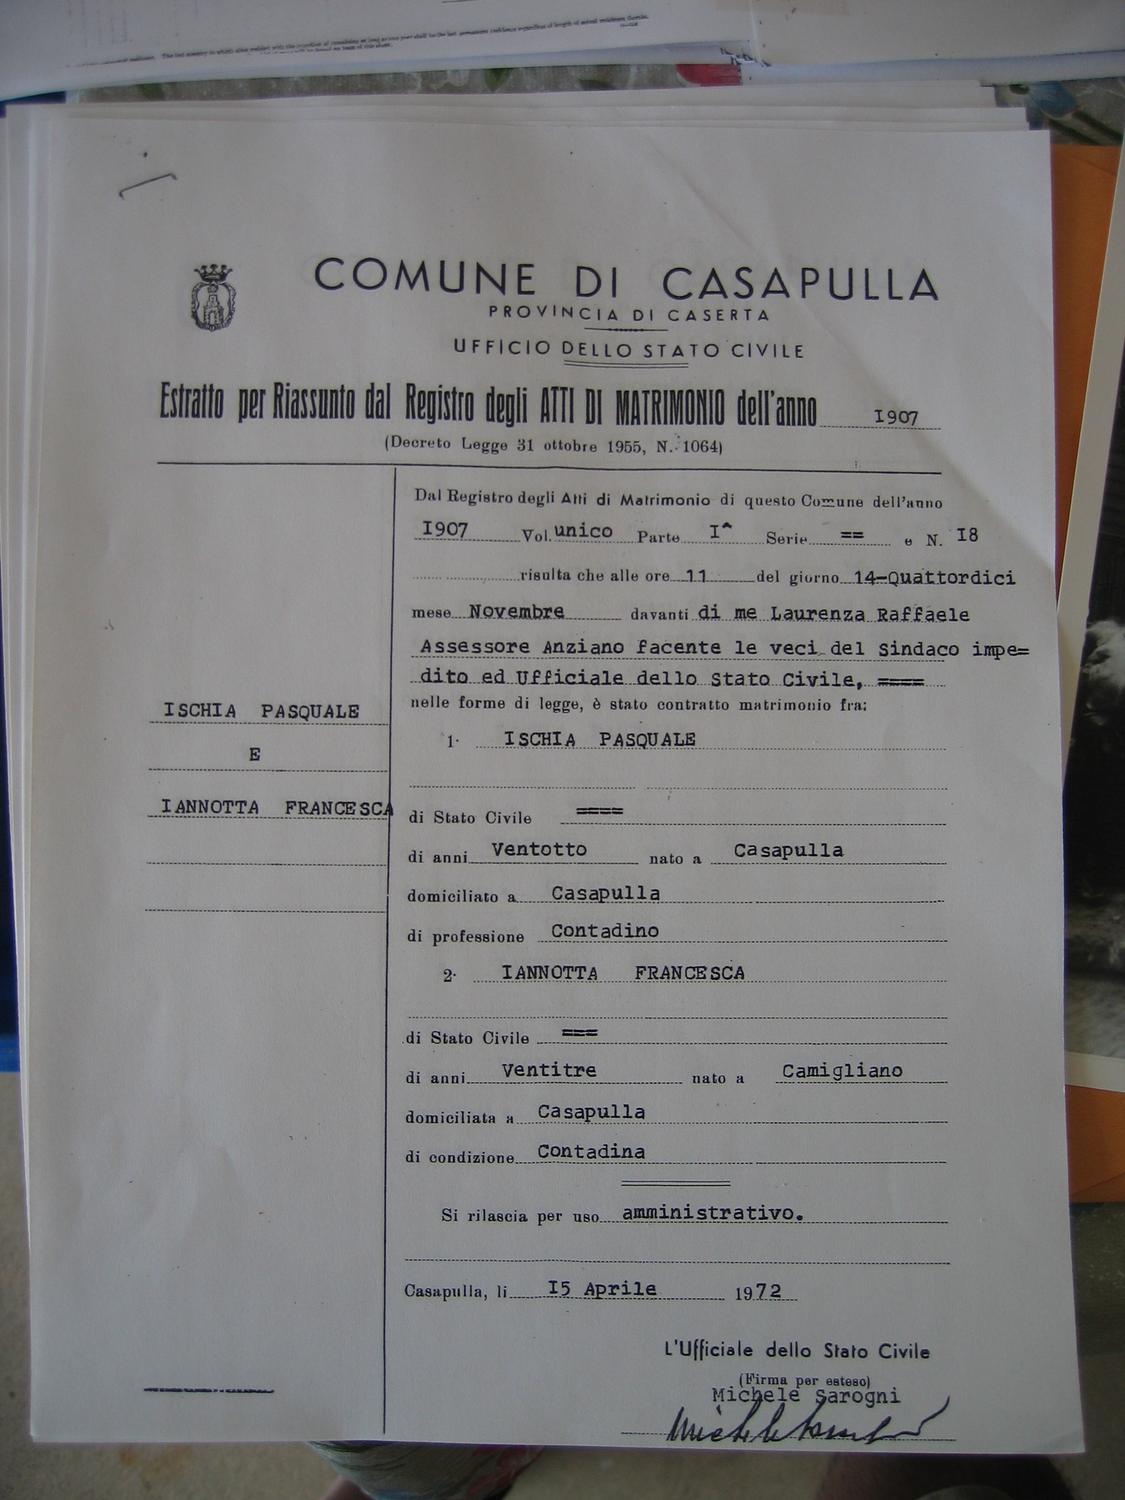 COMUNE DI CASAPULLA
PROVINCIA DI CASERTA
UFFICIO DELLO STATO CIVILE
Estratto per Riassunto dal Registro degli ATTI DI MATRIMONIO dell'anno 1907
(Decreto Legge 31 ottobre 1955, N. 1064)
Dal Registro degli Atti di Matrimonio di questo Comune dell'anno
I907 Vol. unico Parte I^ Serie == e N. I8
risulta che alle ore 11 del giorno 14-Quattordici
mese Novembre davanti di me Laurenza Raffaele
Assessore Anziano facente le veci del Sindaco impe=
dito ed Ufficiale dello Stato Civile, ====
nelle forme di legge, è stato contratto matrimonio fra:
ISCHIA PASQUALE
E
IANNOTTA FRANCESCA
1. ISCHIA PASQUALE
di Stato Civile ====
di anni Ventotto nato a Casapulla
domiciliato a Casapulla
di professione Contadino
2. IANNOTTA FRANCESCA
di Stato Civile ===
di anni Ventitre nato a Camigliano
domiciliata a Casapulla
di condizione Contadina
Si rilascia per uso amministrativo.
Casapulla, li I5 Aprile 1972
L'Ufficiale dello Stato Civile
(Firma per esteso)
Michele Sarogni